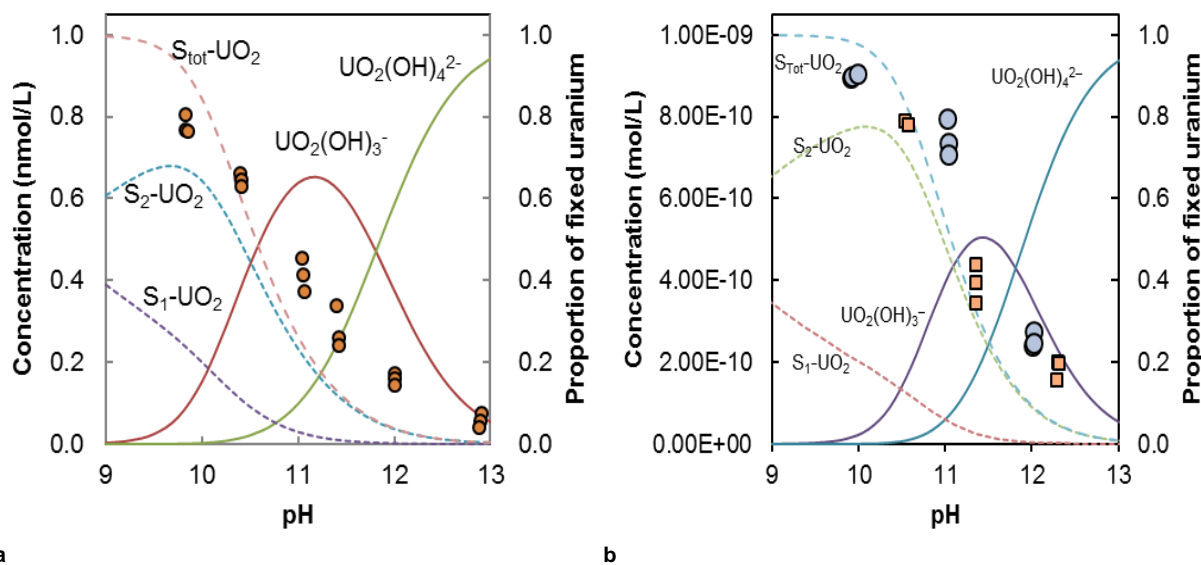 Concentration (nmol/L)
1.0
0.8
0.6
0.4
0.2
0.0
S_tot-UO₂
UO₂(OH)₄²⁻
UO₂(OH)₃⁻
S₂-UO₂
S₁-UO₂
1.0
0.8
0.6
0.4
0.2
0.0
Proportion of fixed uranium
9 10 11 12 13
pH
a
Concentration (mol/L)
1.00E-09
8.00E-10
6.00E-10
4.00E-10
2.00E-10
0.00E+00
S_Tot-UO₂
UO₂(OH)₄²⁻
S₂-UO₂
UO₂(OH)₃⁻
S₁-UO₂
1.0
0.8
0.6
0.4
0.2
0.0
Proportion of fixed uranium
9 10 11 12 13
pH
b